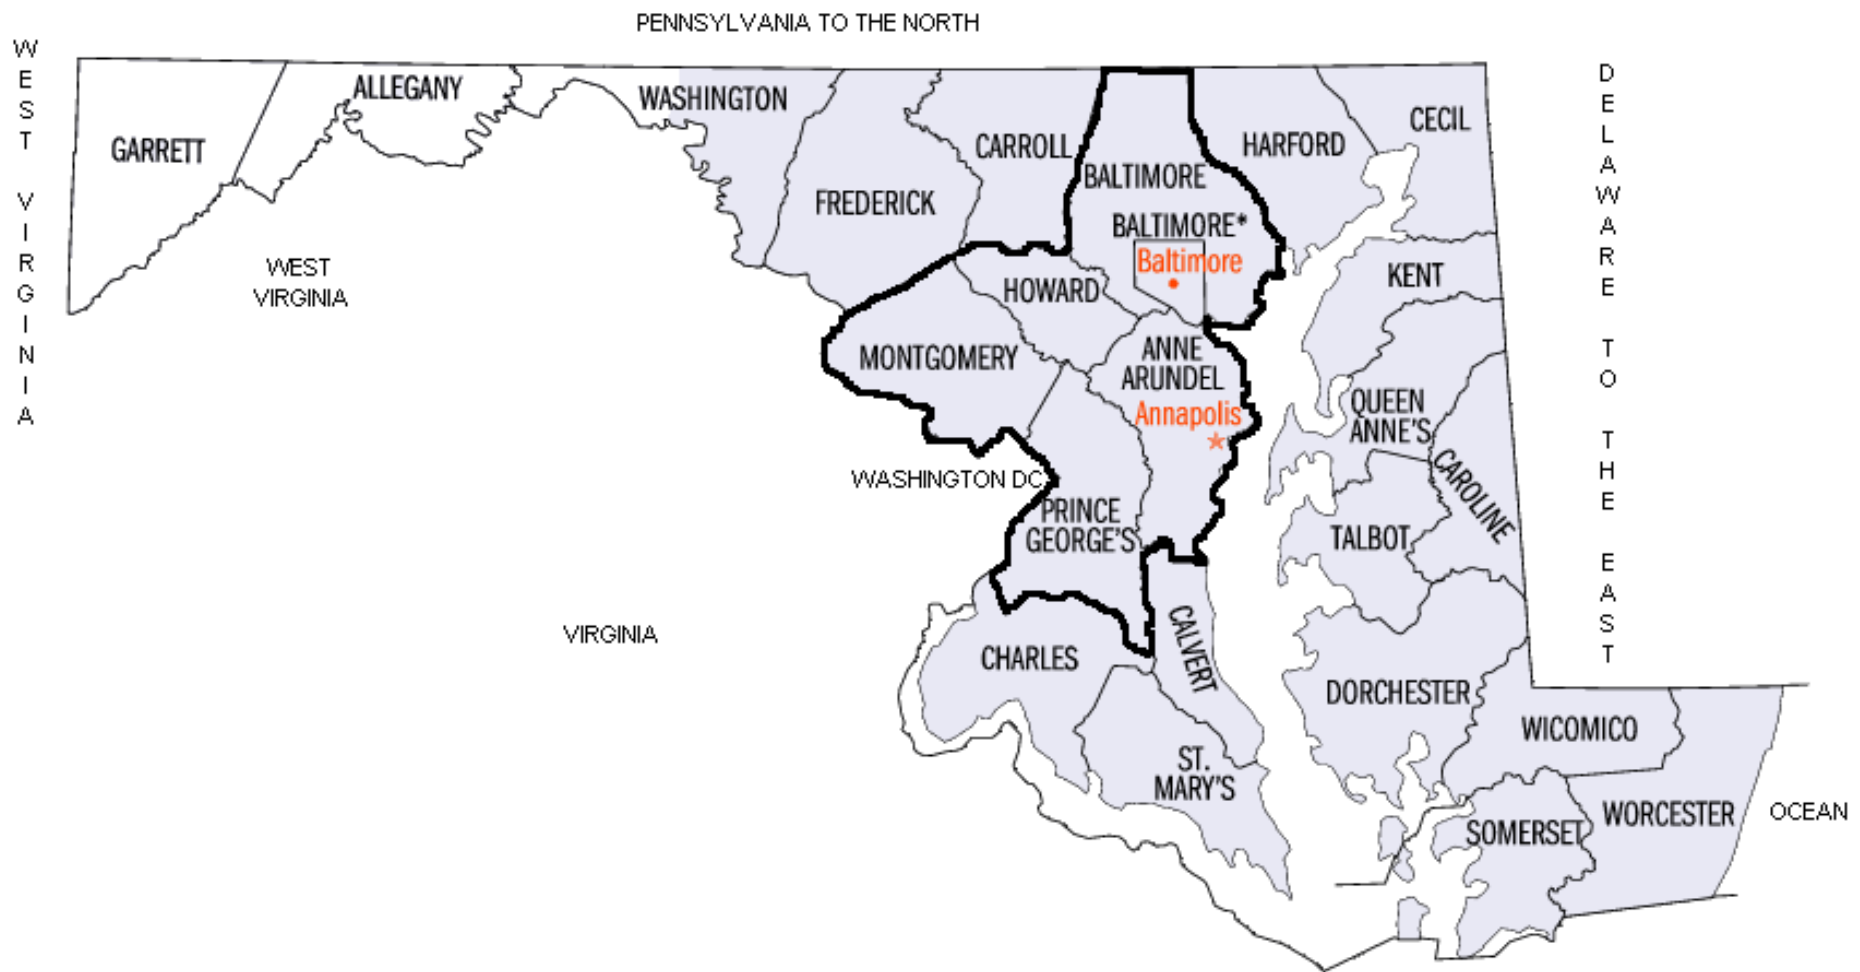 PENNSYLVANIA TO THE NORTH
WEST VIRGINIA
DELAWARE TO THE EAST
GARRETT
ALLEGANY
WASHINGTON
FREDERICK
CARROLL
BALTIMORE
BALTIMORE*
Baltimore
HARFORD
CECIL
WEST
VIRGINIA
HOWARD
KENT
MONTGOMERY
ANNE
ARUNDEL
Annapolis
QUEEN
ANNE'S
CAROLINE
WASHINGTON DC
PRINCE
GEORGE'S
TALBOT
VIRGINIA
CHARLES
CALVERT
DORCHESTER
WICOMICO
ST.
MARY'S
SOMERSET
WORCESTER
OCEAN